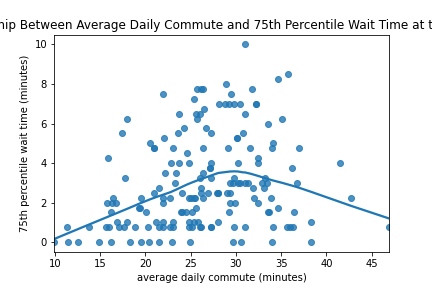 hip Between Average Daily Commute and 75th Percentile Wait Time at t
10
8
6
4
2
0
75th percentile wait time (minutes)
10 15 20 25 30 35 40 45
average daily commute (minutes)